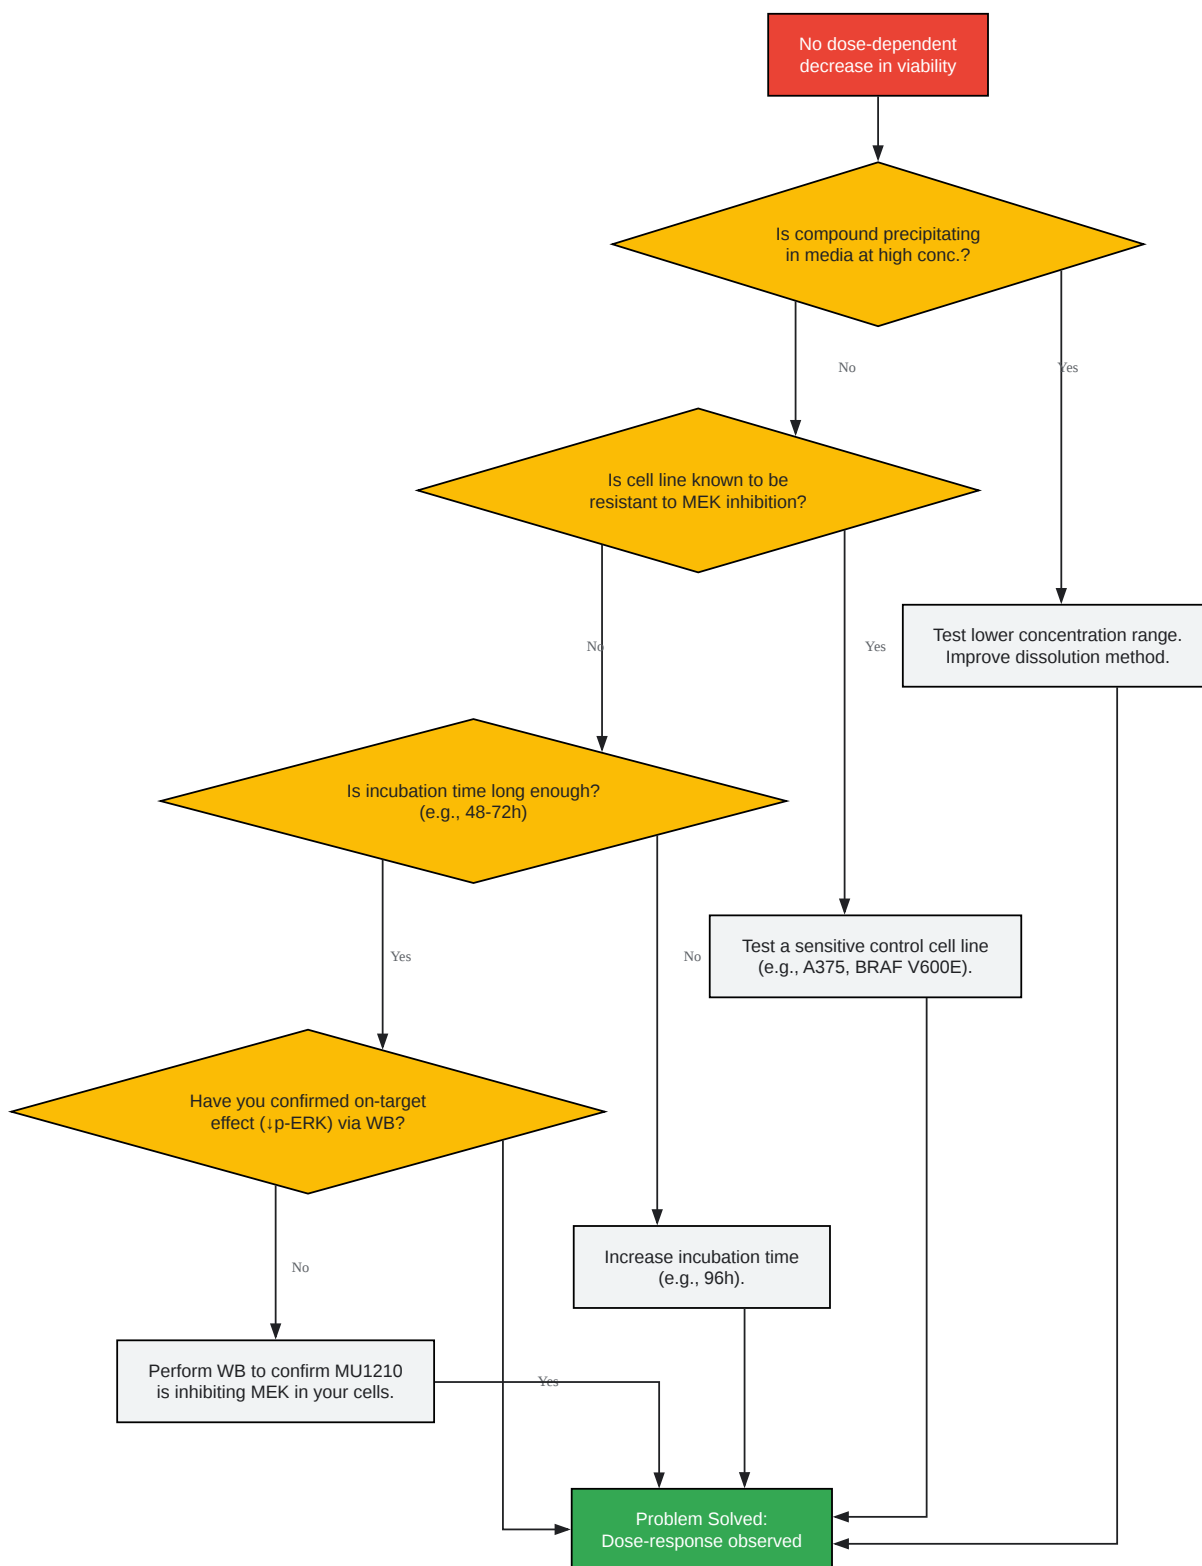 No dose-dependent
decrease in viability
Is compound precipitating
in media at high conc.?
No
Yes
Is cell line known to be
resistant to MEK inhibition?
No
Yes
Test lower concentration range.
Improve dissolution method.
Is incubation time long enough?
(e.g., 48-72h)
Yes
No
Test a sensitive control cell line
(e.g., A375, BRAF V600E).
Have you confirmed on-target
effect (↓p-ERK) via WB?
No
Increase incubation time
(e.g., 96h).
Perform WB to confirm MU1210
is inhibiting MEK in your cells.
Yes
Problem Solved:
Dose-response observed